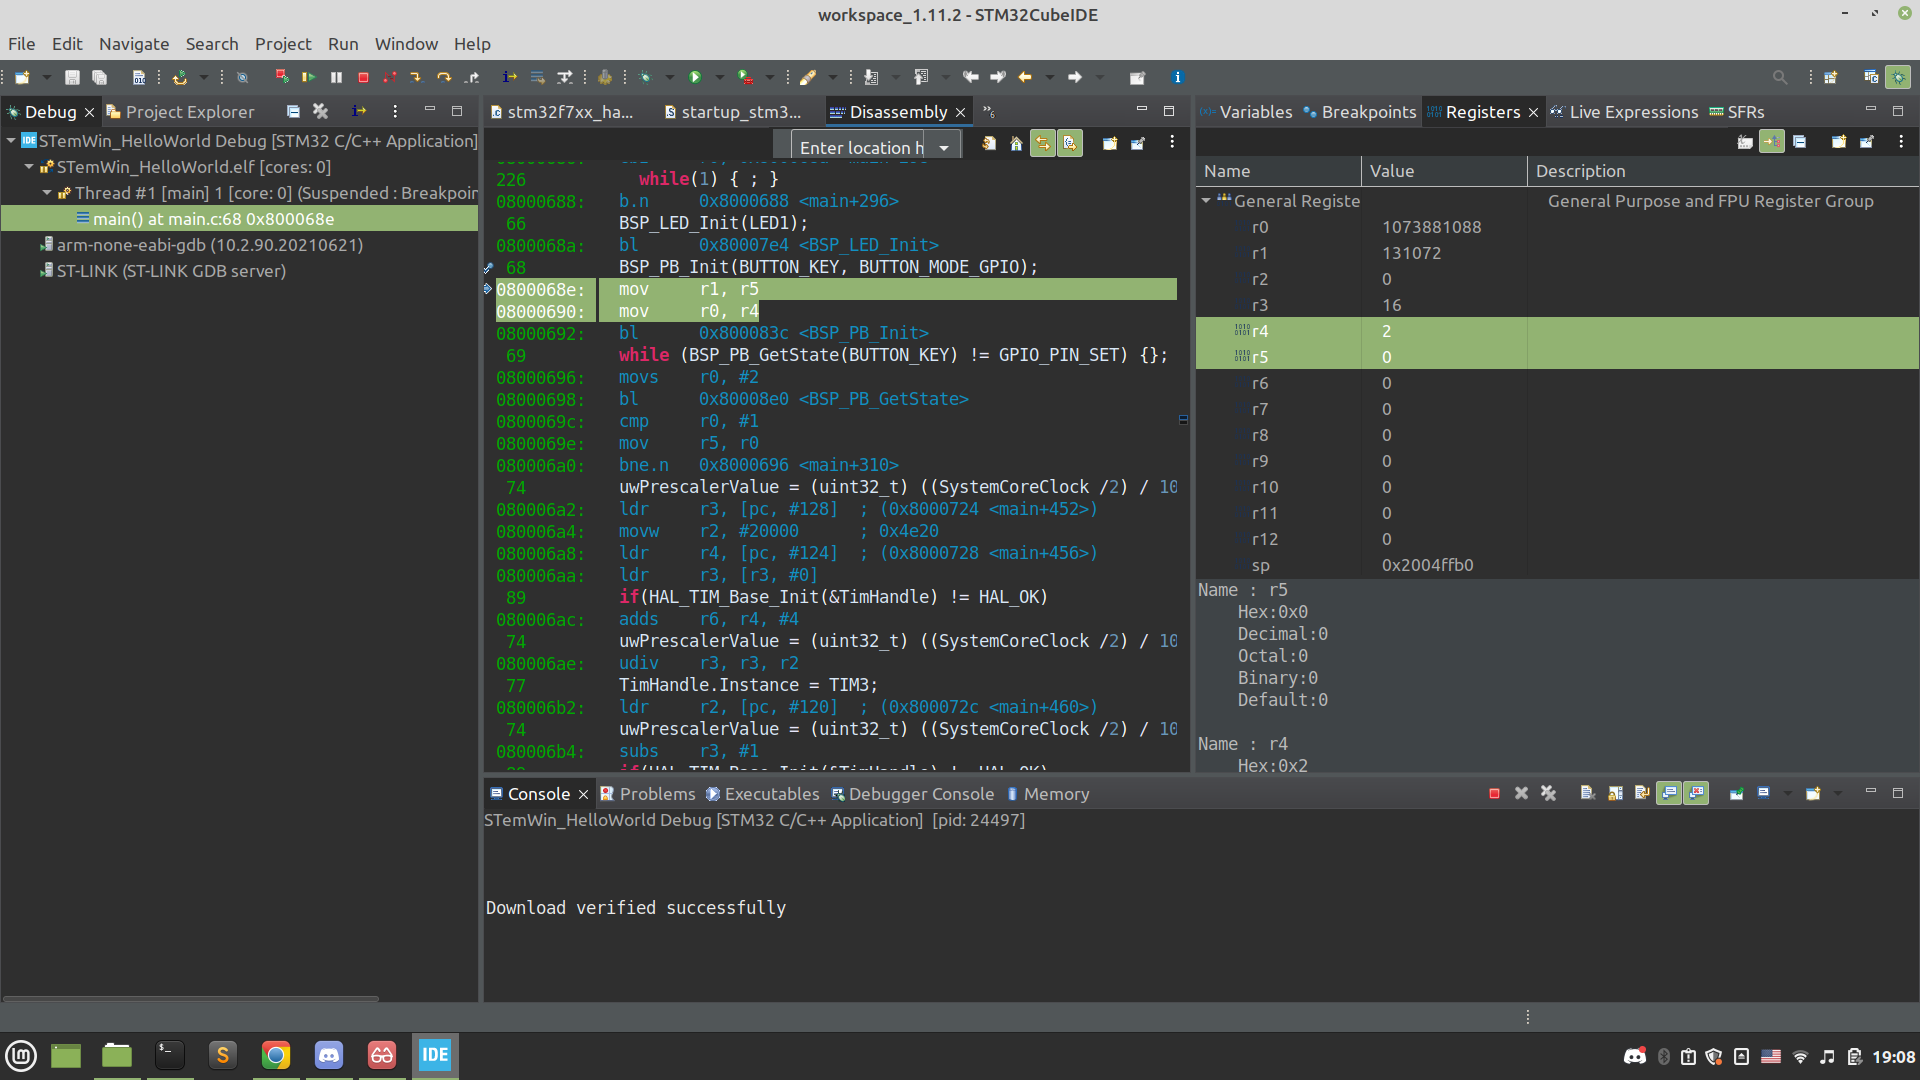 workspace_1.11.2 - STM32CubeIDE
File Edit Navigate Search Project Run Window Help
Debug Project Explorer
STemWin_HelloWorld Debug [STM32 C/C++ Application]
STemWin_HelloWorld.elf [cores: 0]
Thread #1 [main] 1 [core: 0] (Suspended : Breakpoin
main() at main.c:68 0x800068e
arm-none-eabi-gdb (10.2.90.20210621)
ST-LINK (ST-LINK GDB server)
stm32f7xx_ha... startup_stm3... Disassembly »6
Enter location h
226 while(1) { ; }
08000688: b.n 0x8000688 <main+296>
66 BSP_LED_Init(LED1);
0800068a: bl 0x80007e4 <BSP_LED_Init>
68 BSP_PB_Init(BUTTON_KEY, BUTTON_MODE_GPIO);
0800068e: mov r1, r5
08000690: mov r0, r4
08000692: bl 0x800083c <BSP_PB_Init>
69 while (BSP_PB_GetState(BUTTON_KEY) != GPIO_PIN_SET) {};
08000696: movs r0, #2
08000698: bl 0x80008e0 <BSP_PB_GetState>
0800069c: cmp r0, #1
0800069e: mov r5, r0
080006a0: bne.n 0x8000696 <main+310>
74 uwPrescalerValue = (uint32_t) ((SystemCoreClock /2) / 10
080006a2: ldr r3, [pc, #128] ; (0x8000724 <main+452>)
080006a4: movw r2, #20000 ; 0x4e20
080006a8: ldr r4, [pc, #124] ; (0x8000728 <main+456>)
080006aa: ldr r3, [r3, #0]
89 if(HAL_TIM_Base_Init(&TimHandle) != HAL_OK)
080006ac: adds r6, r4, #4
74 uwPrescalerValue = (uint32_t) ((SystemCoreClock /2) / 10
080006ae: udiv r3, r3, r2
77 TimHandle.Instance = TIM3;
080006b2: ldr r2, [pc, #120] ; (0x800072c <main+460>)
74 uwPrescalerValue = (uint32_t) ((SystemCoreClock /2) / 10
080006b4: subs r3, #1
Variables Breakpoints Registers Live Expressions SFRs
Name Value Description
General Registe General Purpose and FPU Register Group
r0 1073881088
r1 131072
r2 0
r3 16
r4 2
r5 0
r6 0
r7 0
r8 0
r9 0
r10 0
r11 0
r12 0
sp 0x2004ffb0
Name : r5
Hex:0x0
Decimal:0
Octal:0
Binary:0
Default:0
Name : r4
Hex:0x2
Console Problems Executables Debugger Console Memory
STemWin_HelloWorld Debug [STM32 C/C++ Application] [pid: 24497]
Download verified successfully
IDE
19:08